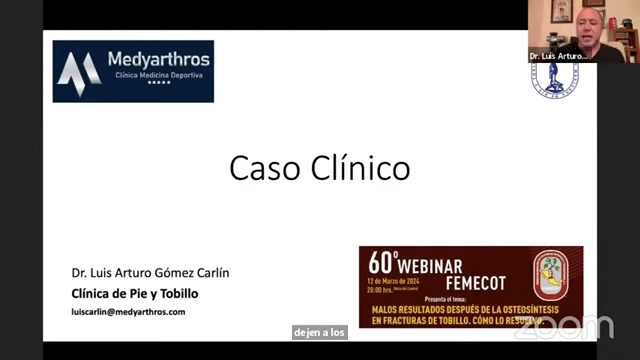 Medyarthros
Clínica Medicina Deportiva
Dr. Luis Arturo...
Caso Clínico
Dr. Luis Arturo Gómez Carlín
Clínica de Pie y Tobillo
luiscarlin@medyarthros.com
60° WEBINAR
FEMECOT
12 de Marzo de 2024
20:00 hrs.
Presenta el tema:
MALOS RESULTADOS DESPUÉS DE LA OSTEOSÍNTESIS
EN FRACTURAS DE TOBILLO. CÓMO LO RESUELVO.
dejen a los
zoom